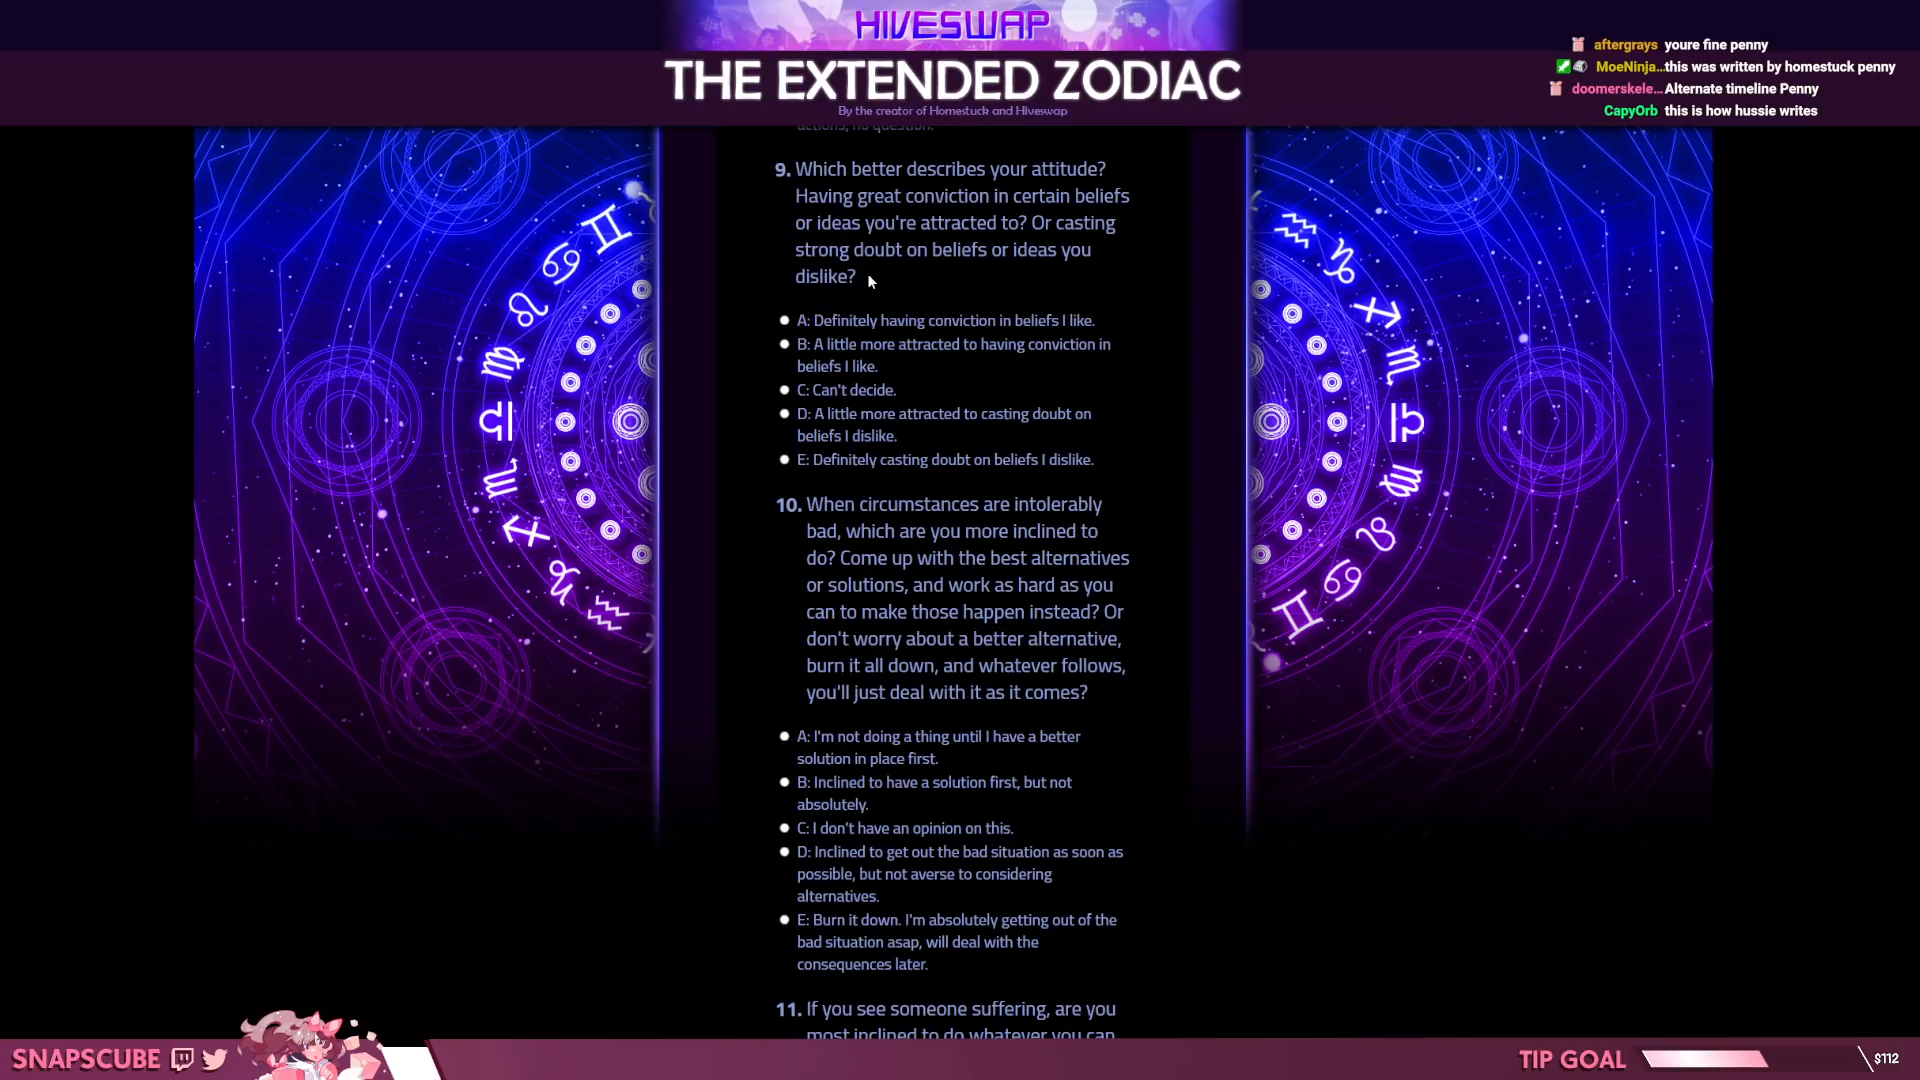 HIVESWAP
THE EXTENDED ZODIAC
By the creator of Homestuck and Hiveswap
aftergrays youre fine penny
MoeNinja... this was written by homestuck penny
doomerskele... Alternate timeline Penny
CapyOrb this is how hussie writes
actions, no question.
9. Which better describes your attitude?
Having great conviction in certain beliefs
or ideas you're attracted to? Or casting
strong doubt on beliefs or ideas you
dislike?
A: Definitely having conviction in beliefs I like.
B: A little more attracted to having conviction in
beliefs I like.
C: Can't decide.
D: A little more attracted to casting doubt on
beliefs I dislike.
E: Definitely casting doubt on beliefs I dislike.
10. When circumstances are intolerably
bad, which are you more inclined to
do? Come up with the best alternatives
or solutions, and work as hard as you
can to make those happen instead? Or
don't worry about a better alternative,
burn it all down, and whatever follows,
you'll just deal with it as it comes?
A: I'm not doing a thing until I have a better
solution in place first.
B: Inclined to have a solution first, but not
absolutely.
C: I don't have an opinion on this.
D: Inclined to get out the bad situation as soon as
possible, but not averse to considering
alternatives.
E: Burn it down. I'm absolutely getting out of the
bad situation asap, will deal with the
consequences later.
11. If you see someone suffering, are you
most inclined to do whatever you can
SNAPSCUBE
TIP GOAL
$112